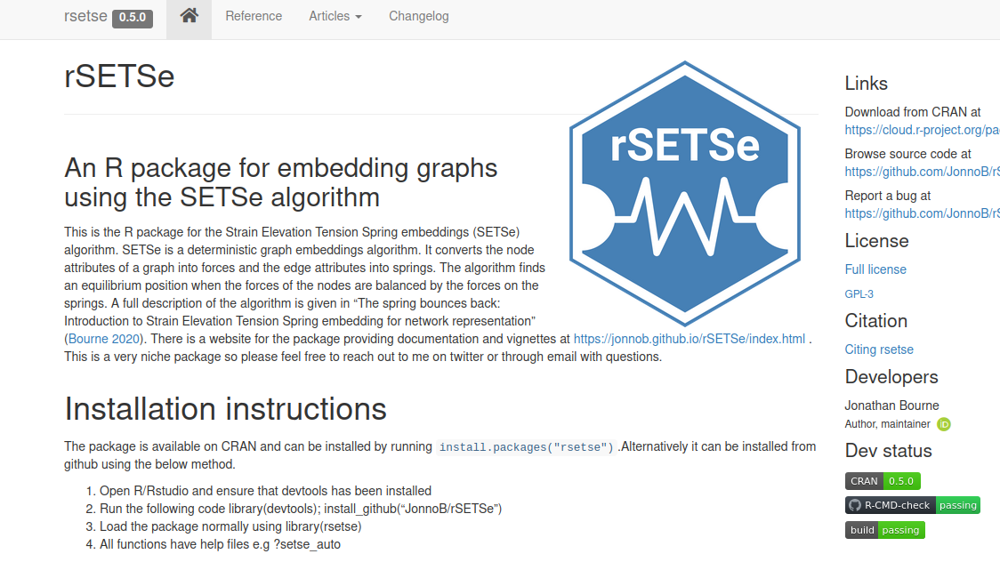 rsetse 0.5.0 Reference Articles Changelog
rSETSe
rSETSe
An R package for embedding graphs
using the SETSe algorithm
This is the R package for the Strain Elevation Tension Spring embeddings (SETSe)
algorithm. SETSe is a deterministic graph embeddings algorithm. It converts the node
attributes of a graph into forces and the edge attributes into springs. The algorithm finds
an equilibrium position when the forces of the nodes are balanced by the forces on the
springs. A full description of the algorithm is given in “The spring bounces back:
Introduction to Strain Elevation Tension Spring embedding for network representation”
(Bourne 2020). There is a website for the package providing documentation and vignettes at https://jonnob.github.io/rSETSe/index.html .
This is a very niche package so please feel free to reach out to me on twitter or through email with questions.
Installation instructions
The package is available on CRAN and can be installed by running install.packages("rsetse") .Alternatively it can be installed from
github using the below method.
1. Open R/Rstudio and ensure that devtools has been installed
2. Run the following code library(devtools); install_github(“JonnoB/rSETSe”)
3. Load the package normally using library(rsetse)
4. All functions have help files e.g ?setse_auto
Links
Download from CRAN at
https://cloud.r-project.org/pa
Browse source code at
https://github.com/JonnoB/rS
Report a bug at
https://github.com/JonnoB/rS
License
Full license
GPL-3
Citation
Citing rsetse
Developers
Jonathan Bourne
Author, maintainer iD
Dev status
CRAN 0.5.0
R-CMD-check passing
build passing